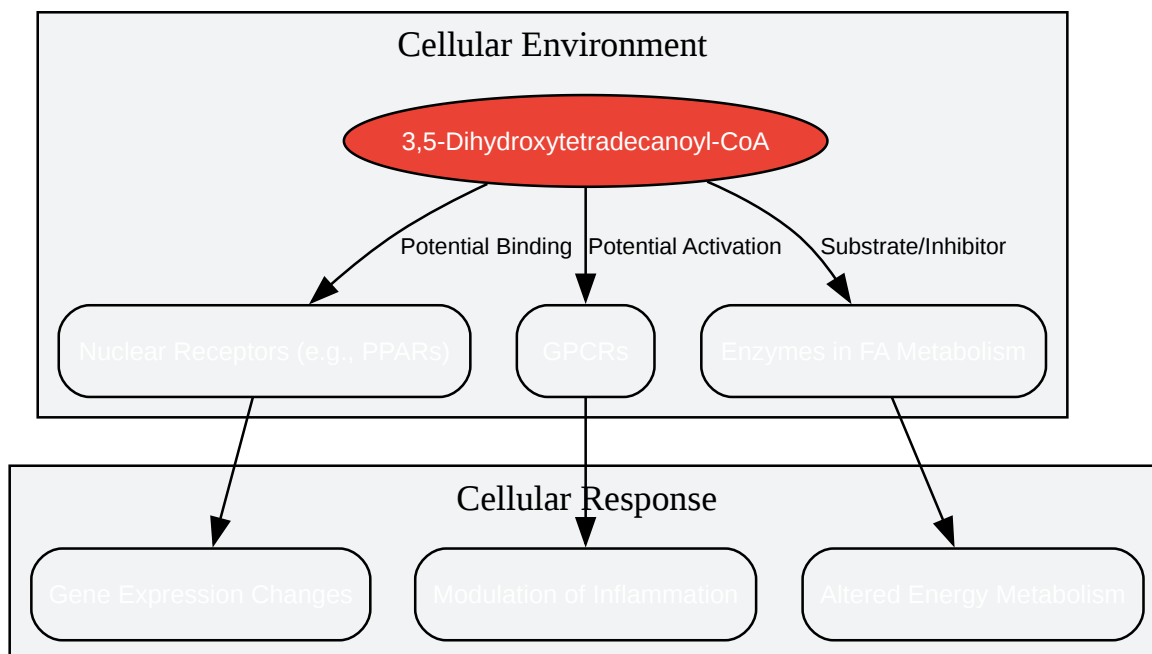 Cellular Environment
3,5-Dihydroxytetradecanoyl-CoA
Potential Binding
Potential Activation
Substrate/Inhibitor
Nuclear Receptors (e.g., PPARs)
GPCRs
Enzymes in FA Metabolism
Cellular Response
Gene Expression Changes
Modulation of Inflammation
Altered Energy Metabolism